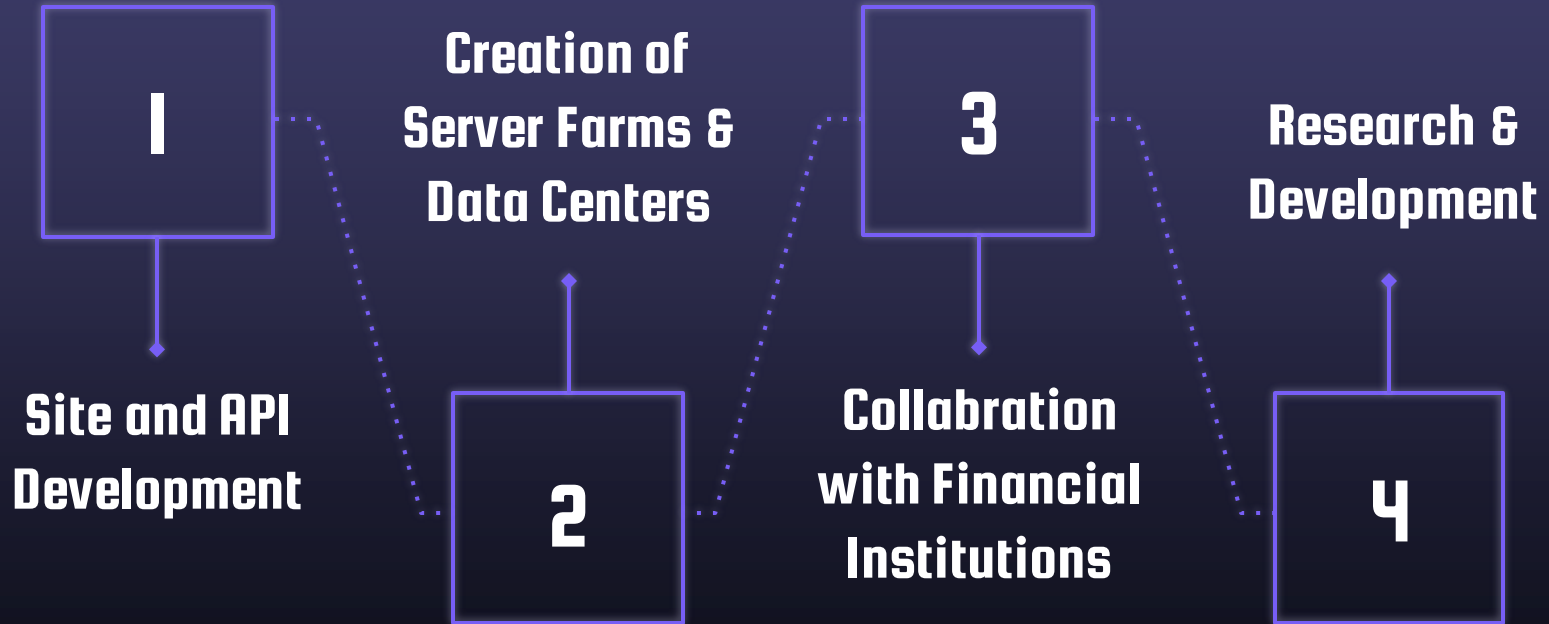 1
Site and API
Development
Creation of
Server Farms &
Data Centers
2
3
Collabration
with Financial
Institutions
Research &
Development
4